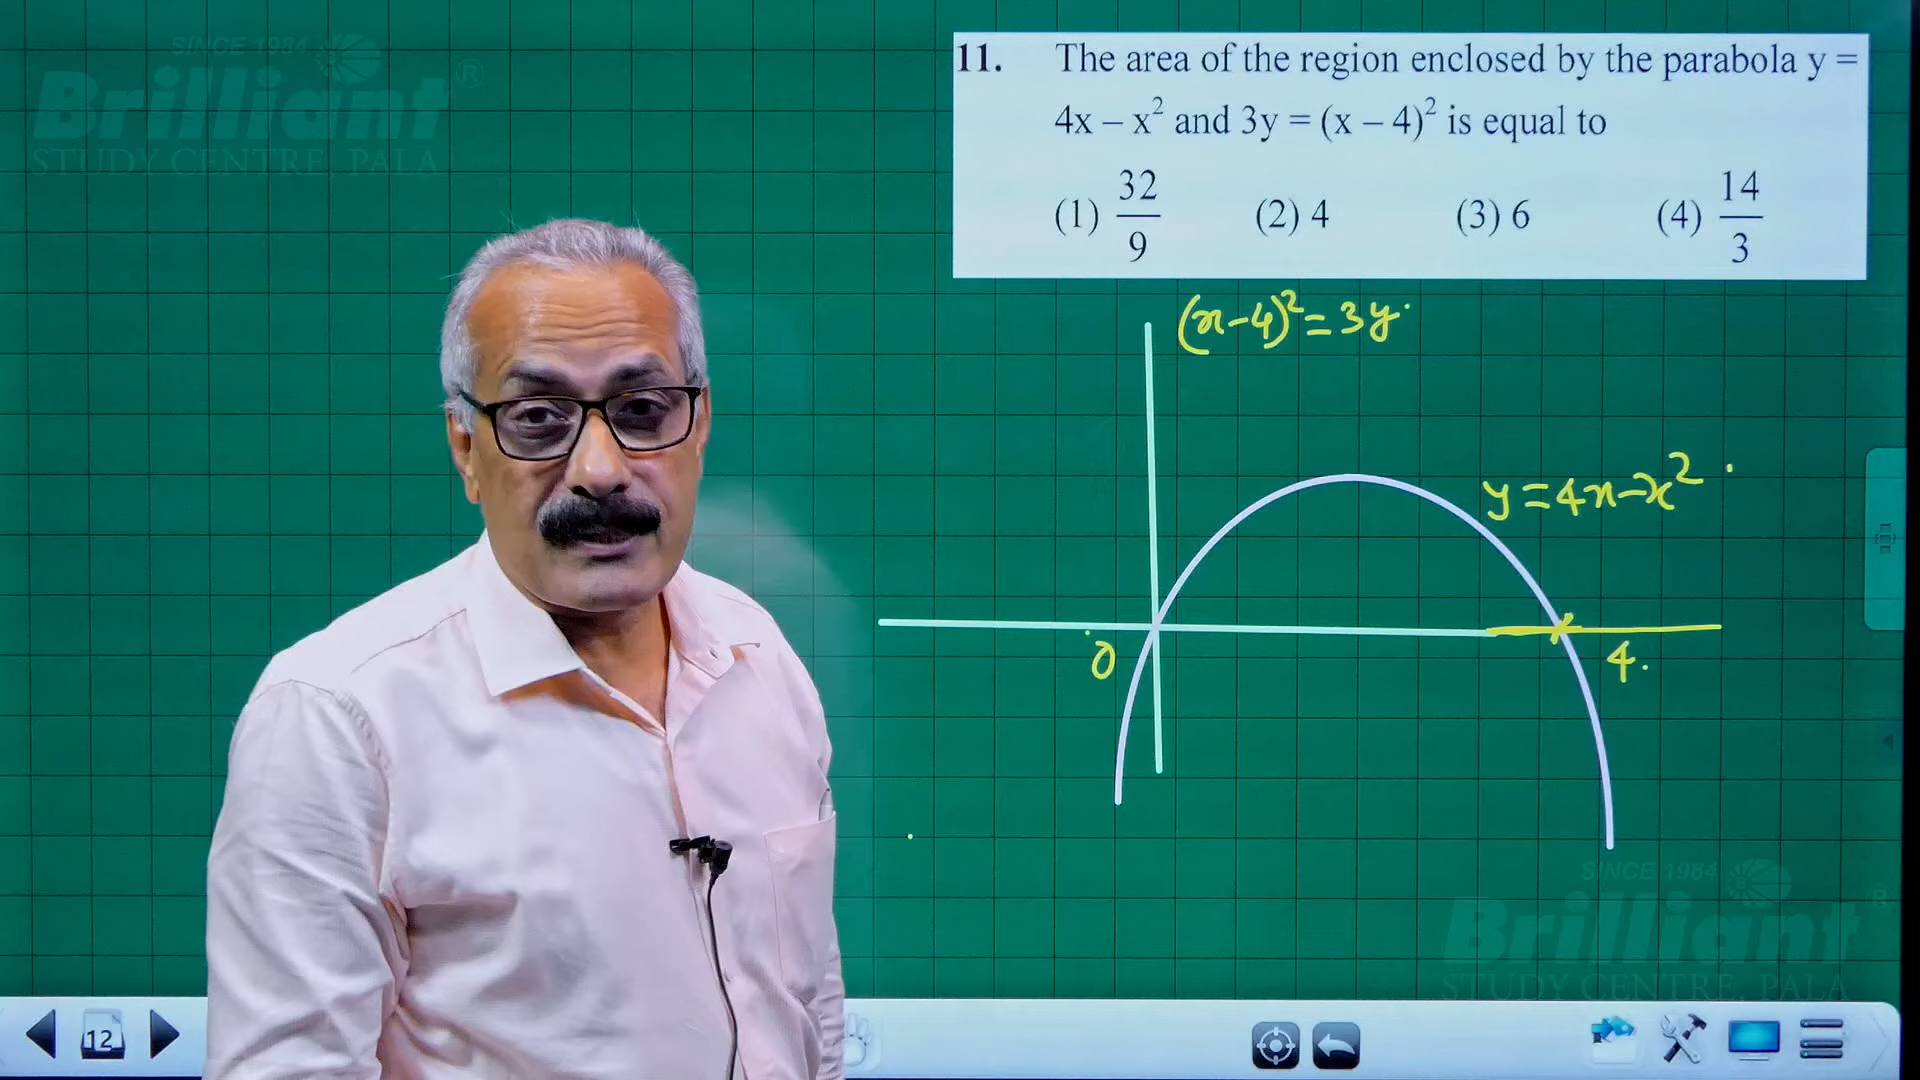 SINCE 1984
Brilliant®
STUDY CENTRE, PALA
11. The area of the region enclosed by the parabola y =
4x – x² and 3y = (x – 4)² is equal to
(1) 32/9 (2) 4 (3) 6 (4) 14/3
(x-4)² = 3y
y = 4x-x²
0
4
SINCE 1984
Brilliant®
STUDY CENTRE, PALA
12